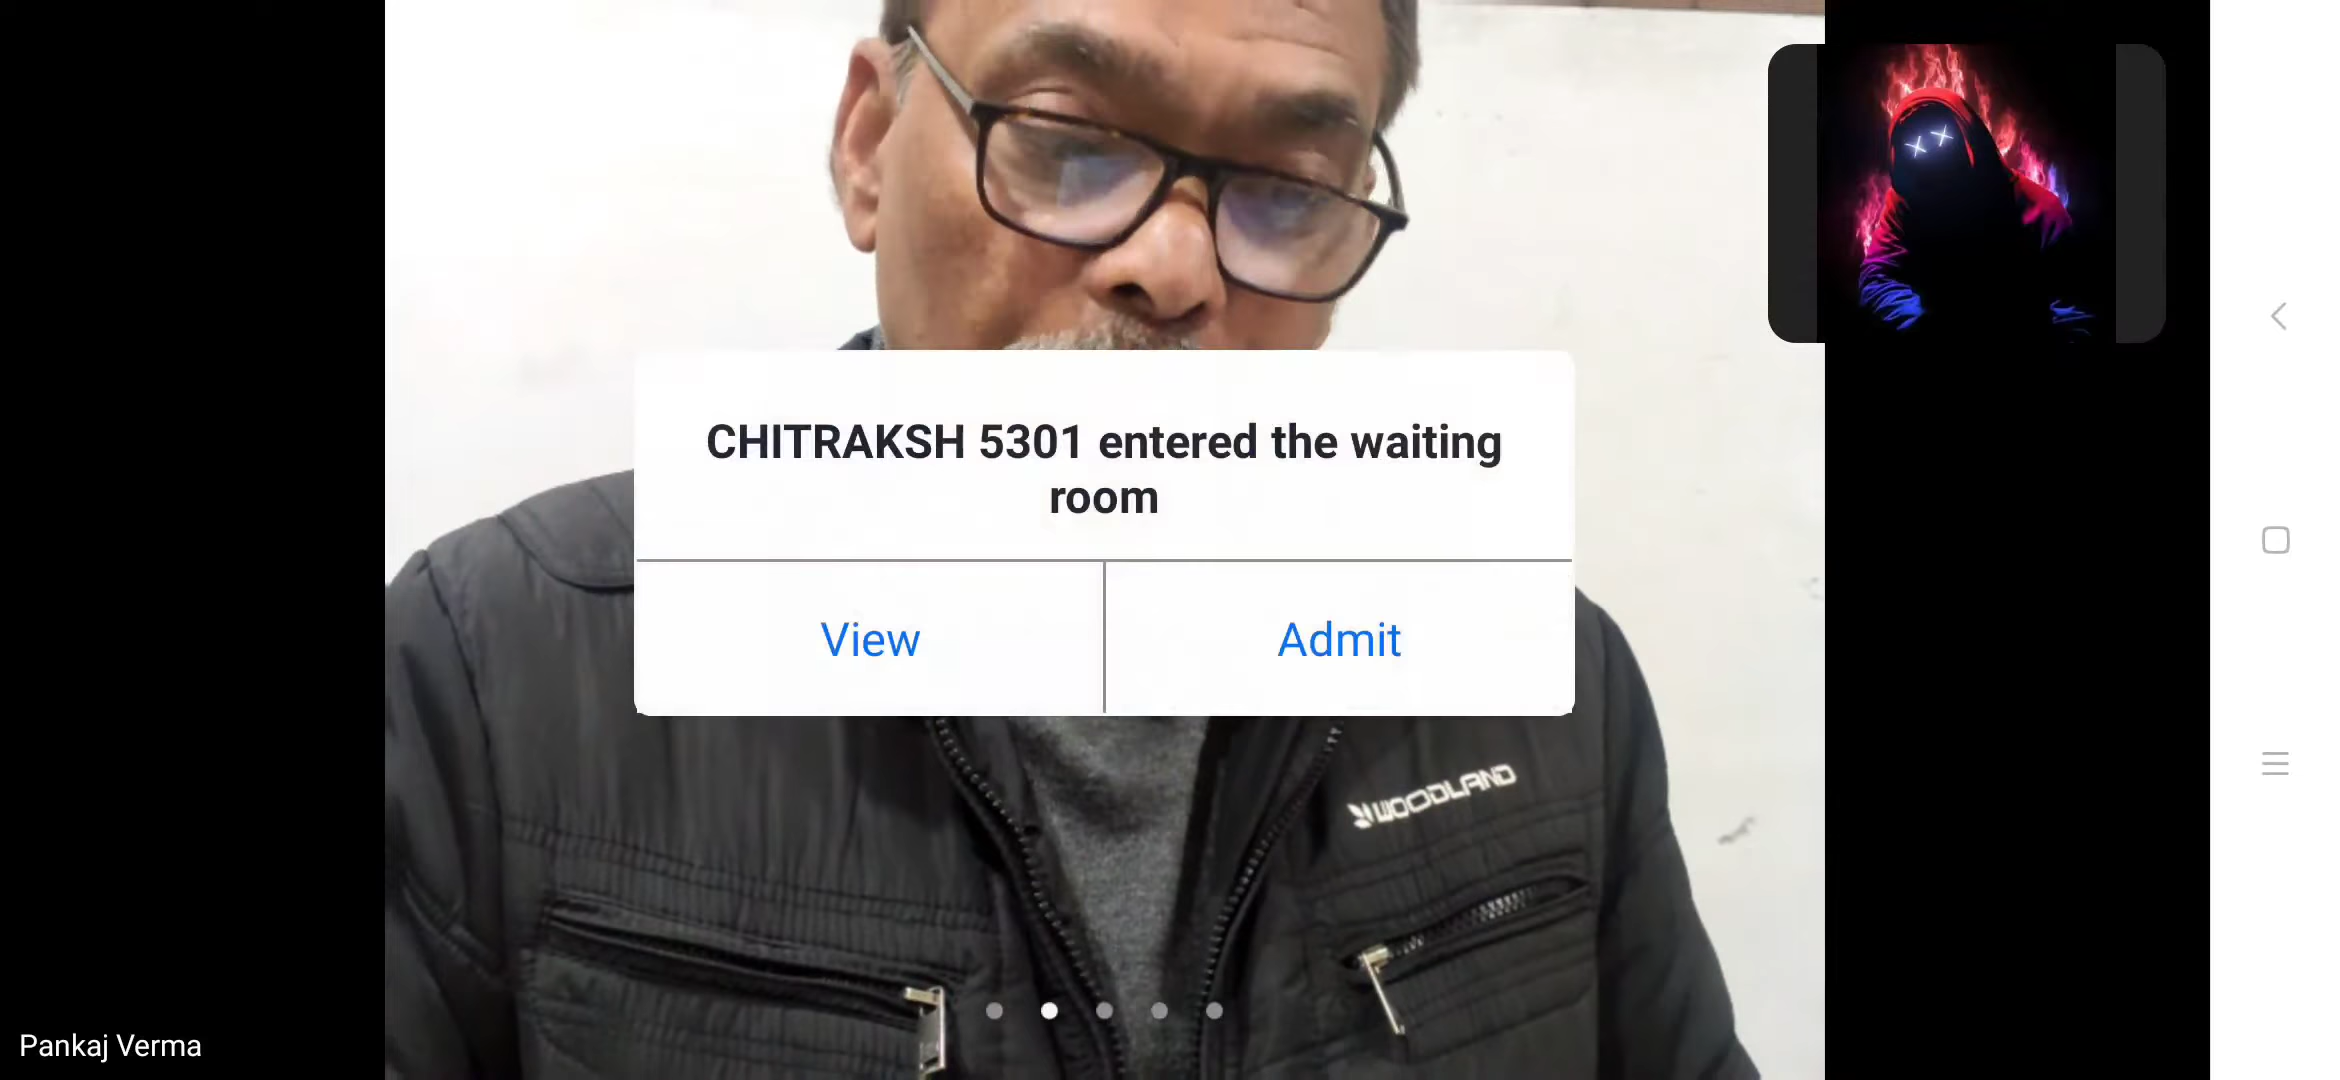 CHITRAKSH 5301 entered the waiting
room
View
Admit
WOODLAND
Pankaj Verma